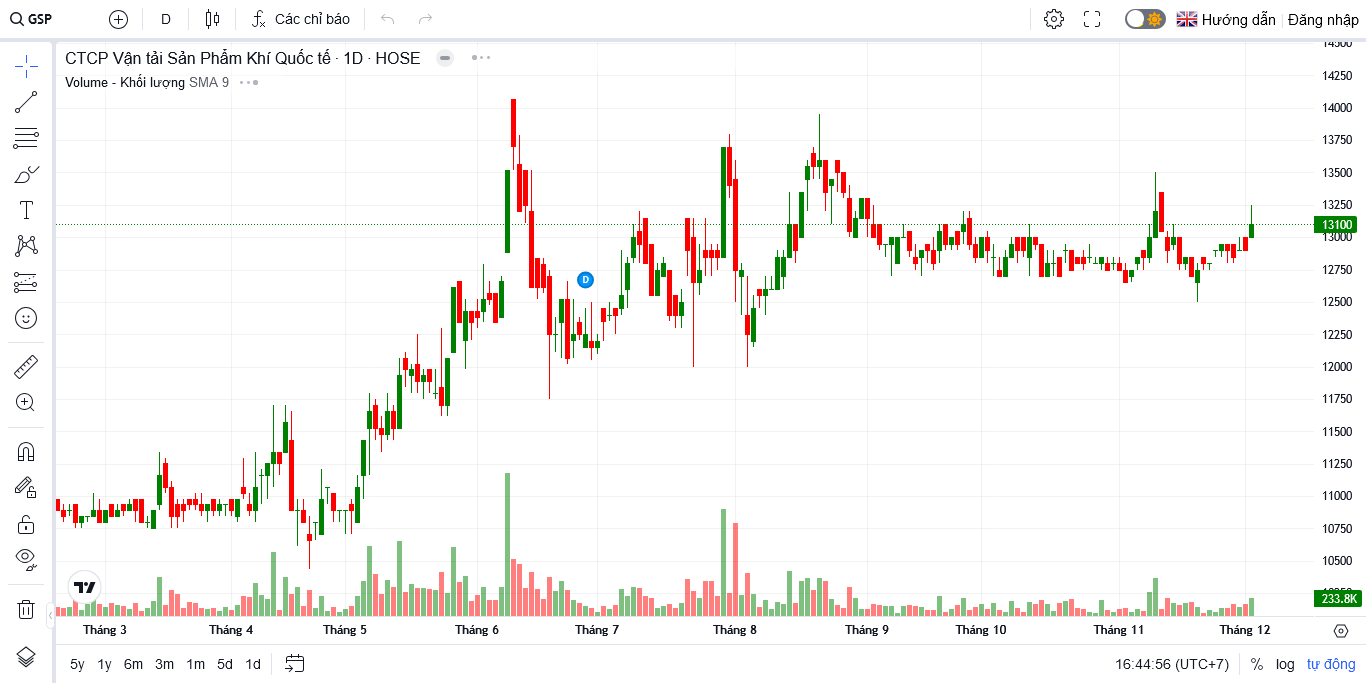 GSP
D
Các chỉ báo
Hướng dẫn
Đăng nhập
CTCP Vận tải Sản Phẩm Khí Quốc tế · 1D · HOSE
Volume - Khối lượng SMA 9
14500
14250
14000
13750
13500
13250
13100
13000
12750
12500
12250
12000
11750
11500
11250
11000
10750
10500
233.8K
D
Tháng 3
Tháng 4
Tháng 5
Tháng 6
Tháng 7
Tháng 8
Tháng 9
Tháng 10
Tháng 11
Tháng 12
5y 1y 6m 3m 1m 5d 1d
16:44:56 (UTC+7)
% log tự động